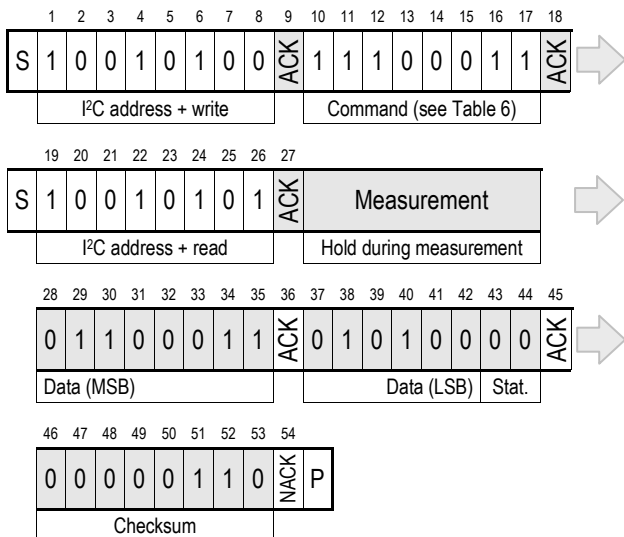 1 2 3 4 5 6 7 8 9 10 11 12 13 14 15 16 17 18
S 1 0 0 1 0 1 0 0 ACK 1 1 1 0 0 0 1 1 ACK
I²C address + write Command (see Table 6)
19 20 21 22 23 24 25 26 27
S 1 0 0 1 0 1 0 1 ACK Measurement
I²C address + read Hold during measurement
28 29 30 31 32 33 34 35 36 37 38 39 40 41 42 43 44 45
0 1 1 0 0 0 1 1 ACK 0 1 0 1 0 0 0 0 ACK
Data (MSB) Data (LSB) Stat.
46 47 48 49 50 51 52 53 54
0 0 0 0 0 1 1 0 NACK P
Checksum